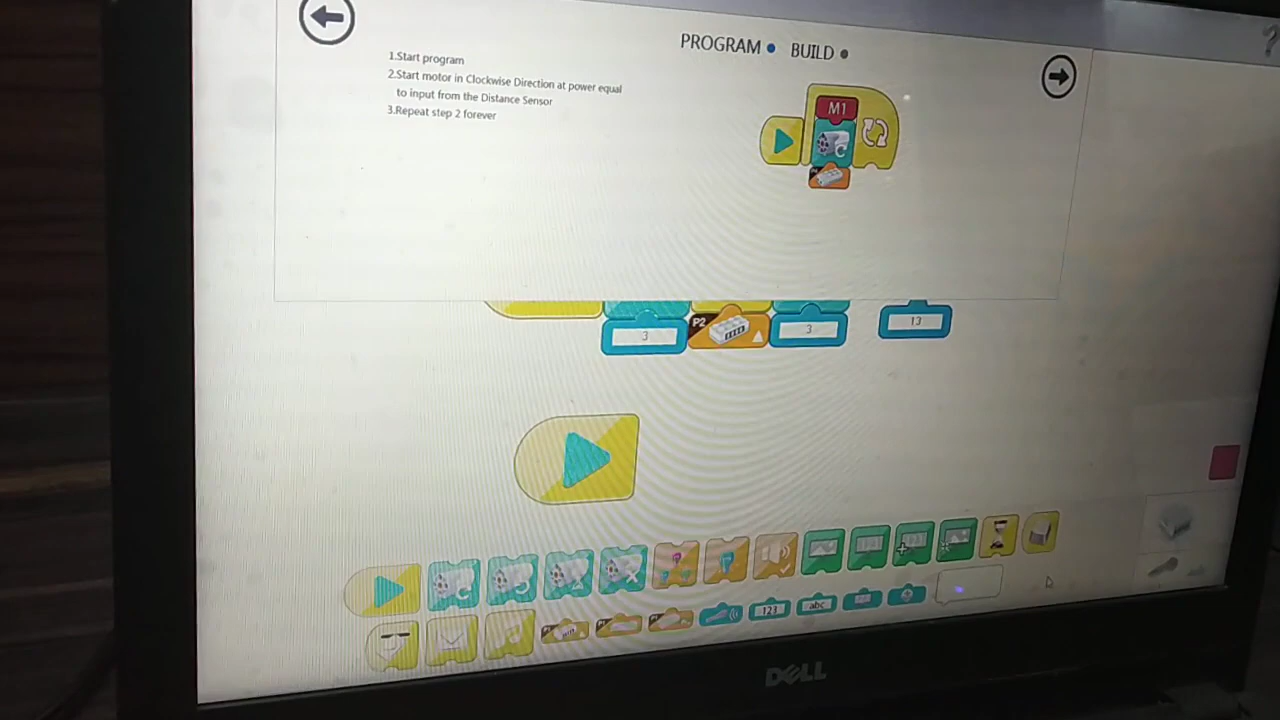 PROGRAM BUILD
?
1.Start program
2.Start motor in Clockwise Direction at power equal
to input from the Distance Sensor
3.Repeat step 2 forever
M1
C
3
P2
3
13
123
abc
DELL